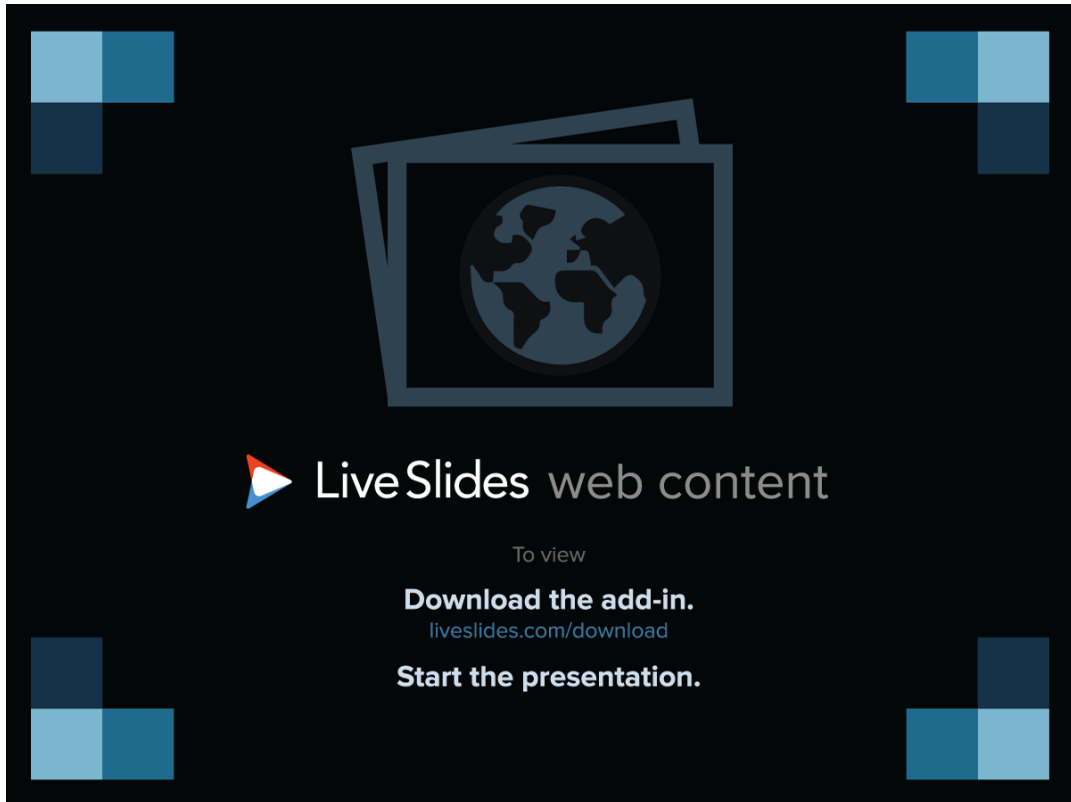 LiveSlides web content
To view
Download the add-in.
liveslides.com/download
Start the presentation.